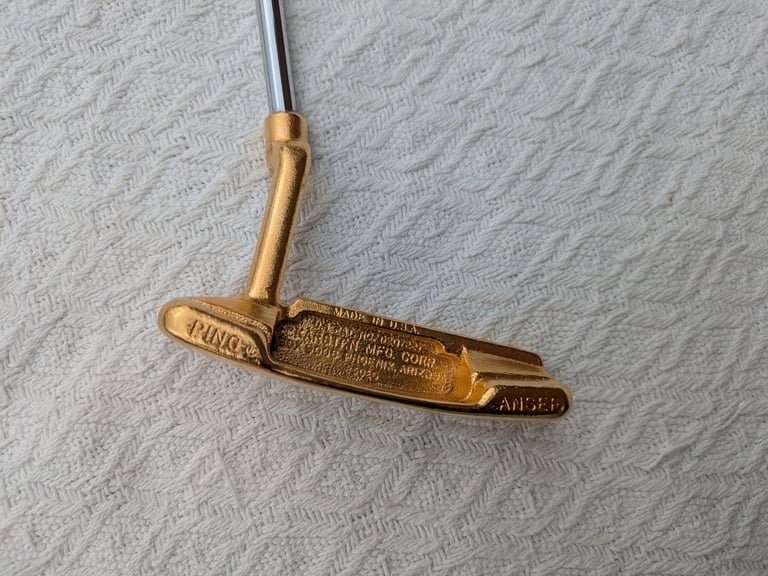 MADE IN U.S.A.
KARSTEN MFG. CORP.
PHOENIX, ARIZ.
PING
ANSER